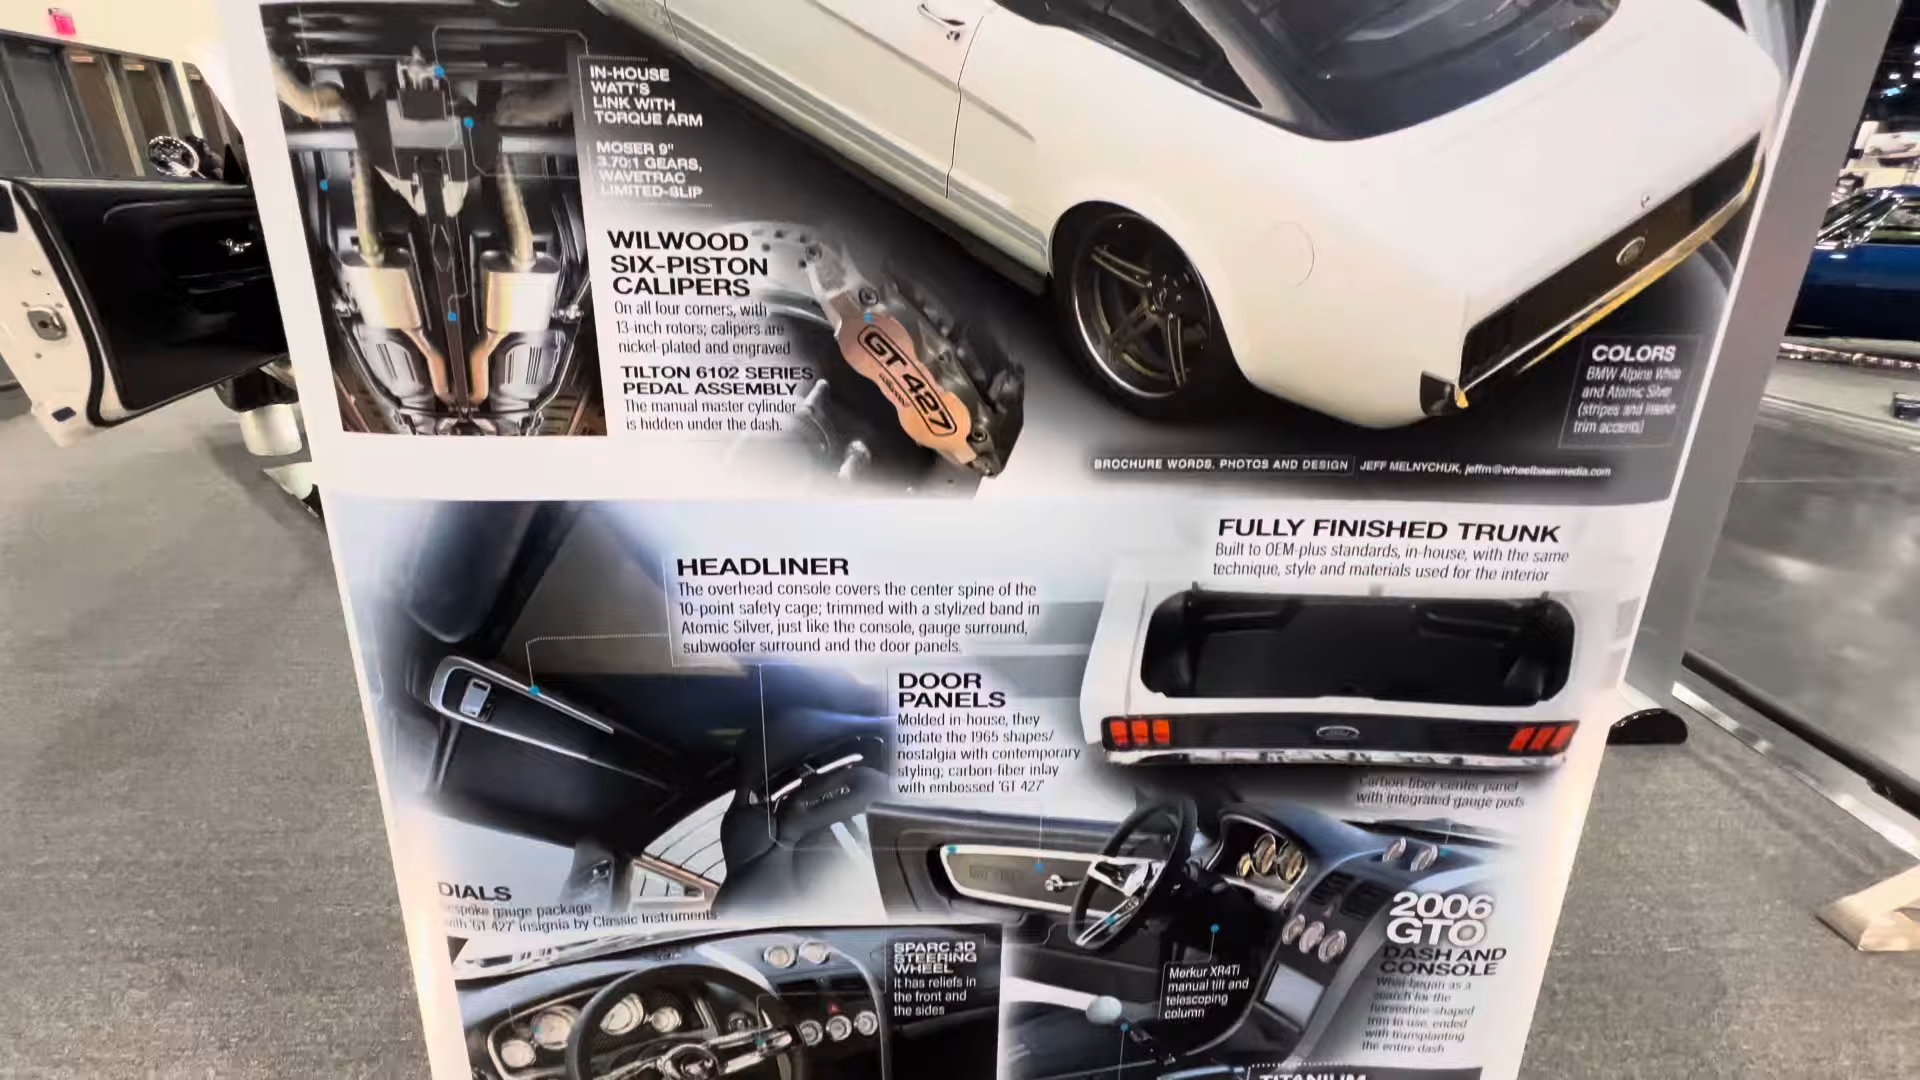 IN-HOUSE
WATT'S
LINK WITH
TORQUE ARM
MOSER 9"
3.70:1 GEARS,
WAVETRAC
LIMITED-SLIP
WILWOOD
SIX-PISTON
CALIPERS
On all four corners, with
13-inch rotors; calipers are
nickel-plated and engraved
TILTON 6102 SERIES
PEDAL ASSEMBLY
The manual master cylinder
is hidden under the dash.
GT 427
COLORS
BMW Alpine White
and Atomic Silver
(stripes and
trim accents)
BROCHURE WORDS, PHOTOS AND DESIGN JEFF MELNYCHUK, jeffm@wheelbasemedia.com
FULLY FINISHED TRUNK
Built to OEM-plus standards, in-house, with the same
technique, style and materials used for the interior
HEADLINER
The overhead console covers the center spine of the
10-point safety cage; trimmed with a stylized band in
Atomic Silver, just like the console, gauge surround,
subwoofer surround and the door panels.
DOOR
PANELS
Molded in-house, they
update the 1965 shapes/
nostalgia with contemporary
styling; carbon-fiber inlay
with embossed 'GT 427'
Carbon-fiber center panel
with integrated gauge pods
DIALS
Bespoke gauge package
with 'GT 427' insignia by Classic Instruments
SPARC 3D
STEERING
WHEEL
It has reliefs in
the front and
the sides
Merkur XR4Ti
manual tilt and
telescoping
column
2006
GTO
DASH AND
CONSOLE
What began as a
search for the
horseshoe-shaped
trim to use, ended
with transplanting
the entire dash
TITANIUM